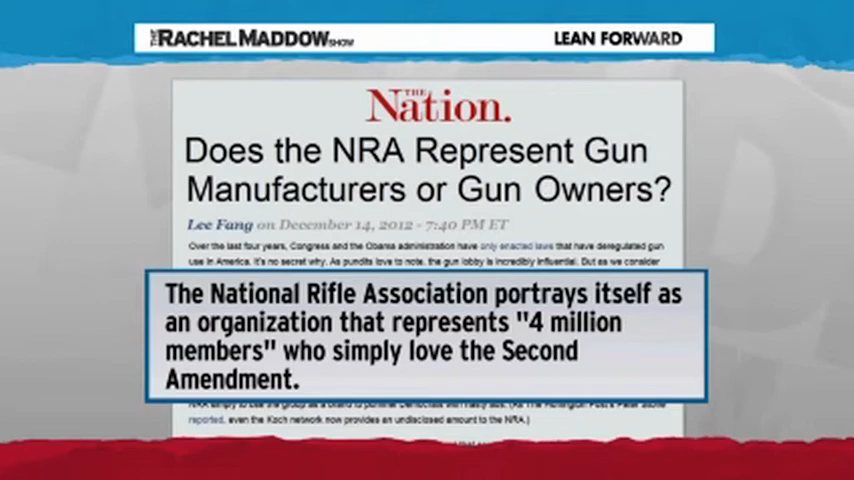 THE RACHEL MADDOW SHOW LEAN FORWARD
THE Nation.
Does the NRA Represent Gun
Manufacturers or Gun Owners?
Lee Fang on December 14, 2012 - 7:40 PM ET
Over the last four years, Congress and the Obama administration have only enacted laws that have deregulated gun
use in America. It's no secret why. As pundits love to note, the gun lobby is incredibly influential. But as we consider
The National Rifle Association portrays itself as
an organization that represents "4 million
members" who simply love the Second
Amendment.
reported, even the Koch network now provides an undisclosed amount to the NRA.)